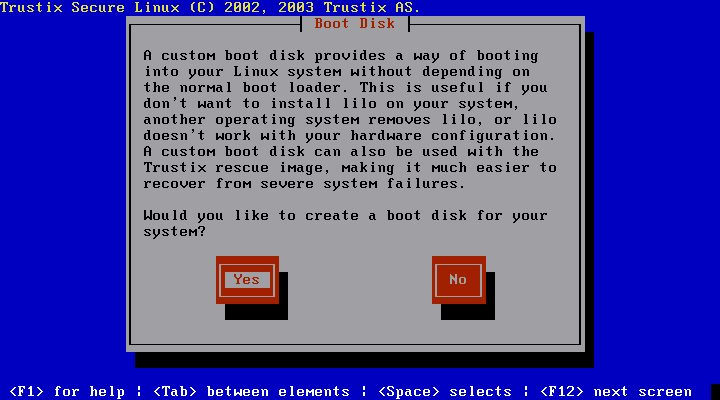 Trustix Secure Linux (C) 2002, 2003 Trustix AS.
Boot Disk
A custom boot disk provides a way of booting
into your Linux system without depending on
the normal boot loader. This is useful if you
don't want to install lilo on your system,
another operating system removes lilo, or lilo
doesn't work with your hardware configuration.
A custom boot disk can also be used with the
Trustix rescue image, making it much easier to
recover from severe system failures.
Would you like to create a boot disk for your
system?
Yes No
<F1> for help ¦ <Tab> between elements ¦ <Space> selects ¦ <F12> next screen